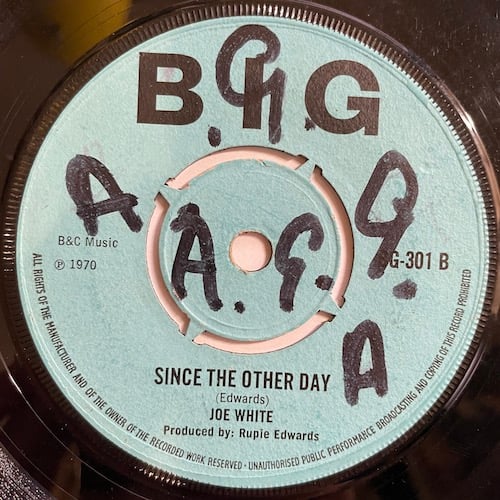 BIG
A
G.
G.
B&C Music
℗ 1970
A. G.
BG-301 B
A
SINCE THE OTHER DAY
(Edwards)
JOE WHITE
Produced by: Rupie Edwards
ALL RIGHTS OF THE MANUFACTURER AND OF THE OWNER OF THE RECORDED WORK RESERVED - UNAUTHORISED PUBLIC PERFORMANCE BROADCASTING AND COPYING OF THIS RECORD PROHIBITED